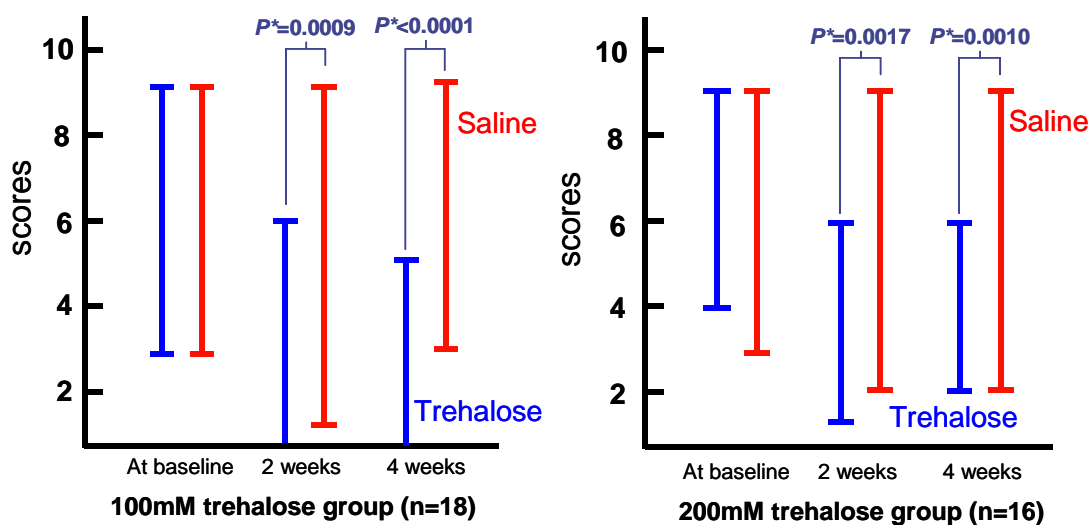 P*=0.0009
P*<0.0001
10
8
6
4
2
scores
Saline
Trehalose
At baseline
2 weeks
4 weeks
100mM trehalose group (n=18)
P*=0.0017
P*=0.0010
10
8
6
4
2
scores
Saline
Trehalose
At baseline
2 weeks
4 weeks
200mM trehalose group (n=16)